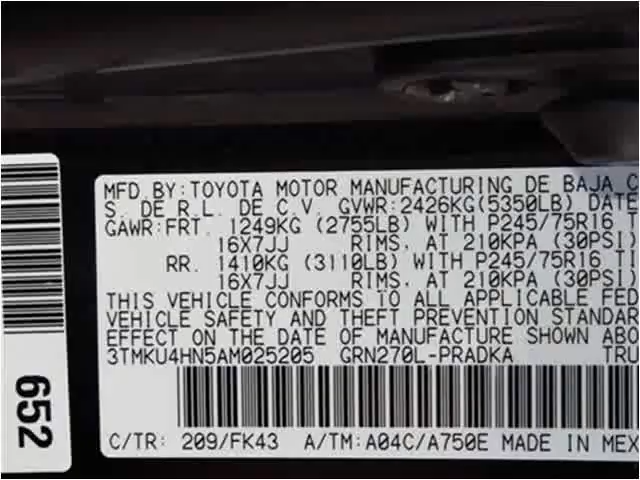 MFD. BY: TOYOTA MOTOR MANUFACTURING DE BAJA C
S. DE R.L. DE C.V. GVWR: 2426KG(5350LB)
GAWR: FRT. 1249KG (2755LB) WITH P245/75R16 TI
16X7JJ RIMS, AT 210KPA (30PSI)
RR. 1410KG (3110LB) WITH P245/75R16 TI
16X7JJ RIMS, AT 210KPA (30PSI)
THIS VEHICLE CONFORMS TO ALL APPLICABLE FED
VEHICLE SAFETY AND THEFT PREVENTION STANDAR
EFFECT ON THE DATE OF MANUFACTURE SHOWN ABO
3TMKU4HN5AM025205 GRN270L-PRADKA TRU
C/TR: 209/FK43 A/TM: A04C/A750E MADE IN MEX
652